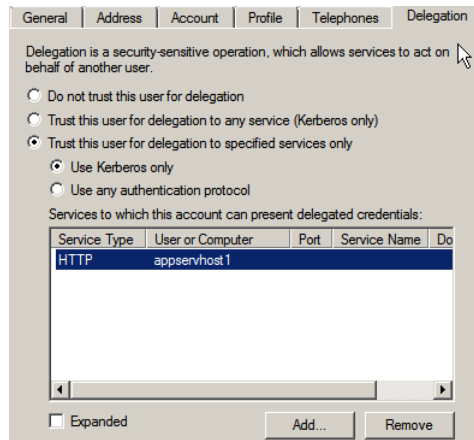 General Address Account Profile Telephones Delegation
Delegation is a security-sensitive operation, which allows services to act on
behalf of another user.
Do not trust this user for delegation
Trust this user for delegation to any service (Kerberos only)
Trust this user for delegation to specified services only
Use Kerberos only
Use any authentication protocol
Services to which this account can present delegated credentials:
Service Type User or Computer Port Service Name Do
HTTP appservhost1
Expanded Add... Remove